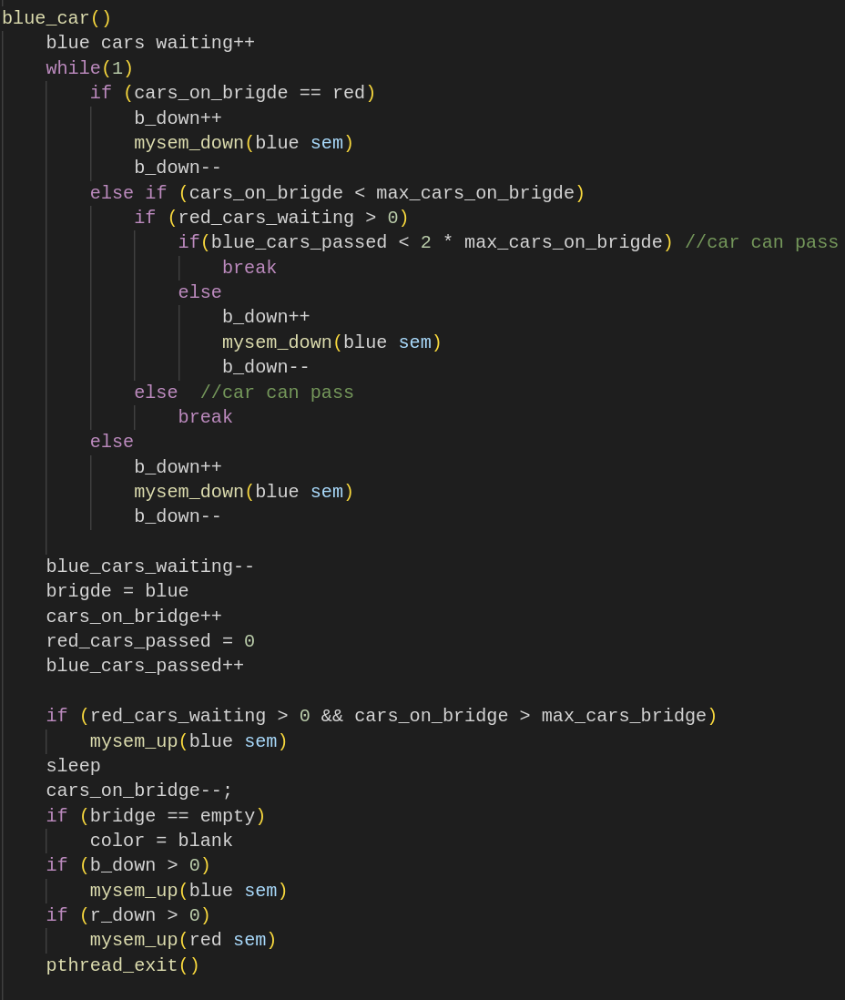 blue_car()
    blue cars waiting++
    while(1)
        if (cars_on_brigde == red)
            b_down++
            mysem_down(blue sem)
            b_down--
        else if (cars_on_brigde < max_cars_on_brigde)
            if (red_cars_waiting > 0)
                if(blue_cars_passed < 2 * max_cars_on_brigde) //car can pass
                    break
                else
                    b_down++
                    mysem_down(blue sem)
                    b_down--
            else  //car can pass
                break
        else
            b_down++
            mysem_down(blue sem)
            b_down--
    blue_cars_waiting--
    brigde = blue
    cars_on_bridge++
    red_cars_passed = 0
    blue_cars_passed++
    if (red_cars_waiting > 0 && cars_on_bridge > max_cars_bridge)
        mysem_up(blue sem)
    sleep
    cars_on_bridge--;
    if (bridge == empty)
        color = blank
    if (b_down > 0)
        mysem_up(blue sem)
    if (r_down > 0)
        mysem_up(red sem)
    pthread_exit()